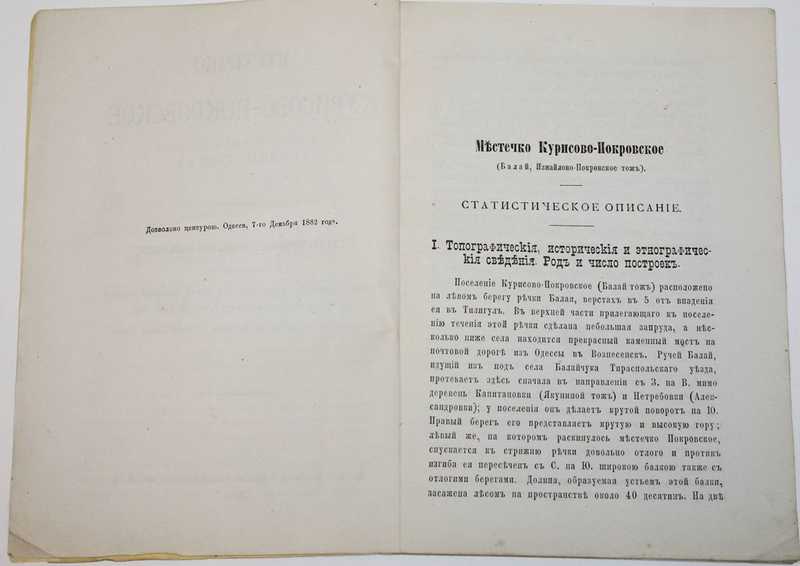 Дозволено цензурою. Одесса, 7-го Декабря 1882 года.
Мѣстечко Курисово-Покровское
(Балай, Измайлово-Покровское тожъ).
СТАТИСТИЧЕСКОЕ ОПИСАНІЕ.
I. Топографическія, историческія и этнографичес-
кія свѣдѣнія. Родъ и число построекъ.
Поселеніе Курисово-Покровское (Балай тожъ) расположено
на лѣвомъ берегу рѣчки Балая, верстахъ въ 5 отъ впаденія
ея въ Тилигулъ. Въ верхней части прилегающаго къ поселе-
нію теченія этой рѣчки сдѣлана небольшая запруда, а нѣс-
колько ниже села находится прекрасный каменный мостъ на
почтовой дорогѣ изъ Одессы въ Вознесенскъ. Ручей Балай,
идущій изъ подъ села Балайчука Тираспольскаго уѣзда,
протекаетъ здѣсь сначала въ направленіи съ З. на В. мимо
деревень Капитановки (Якуниной тожъ) и Петребовки (Алек-
сандровки); у поселенія онъ дѣлаетъ крутой поворотъ на Ю.
Правый берегъ его представляетъ крутую и высокую гору;
лѣвый же, на которомъ раскинулось мѣстечко Покровское,
спускается къ стрижню рѣчки довольно отлого и противъ
изгиба ея пересѣченъ съ С. на Ю. широкою балкою также съ
отлогими берегами. Долина, образуемая устьемъ этой балки,
засажена лѣсомъ на пространствѣ около 40 десятинъ. На двѣ